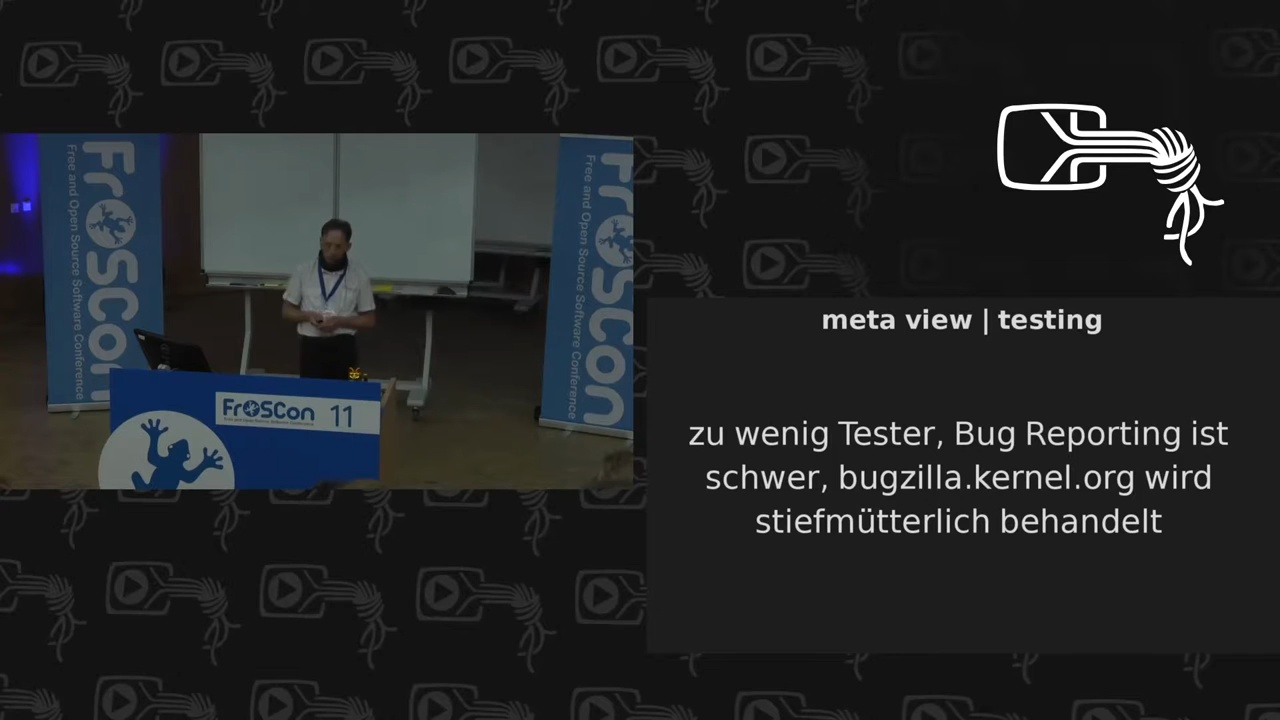 FrOSCon
Free and Open Source Software Conference
FrOSCon
Free and Open Source Software Conference
FrOSCon 11
meta view | testing
zu wenig Tester, Bug Reporting ist
schwer, bugzilla.kernel.org wird
stiefmütterlich behandelt